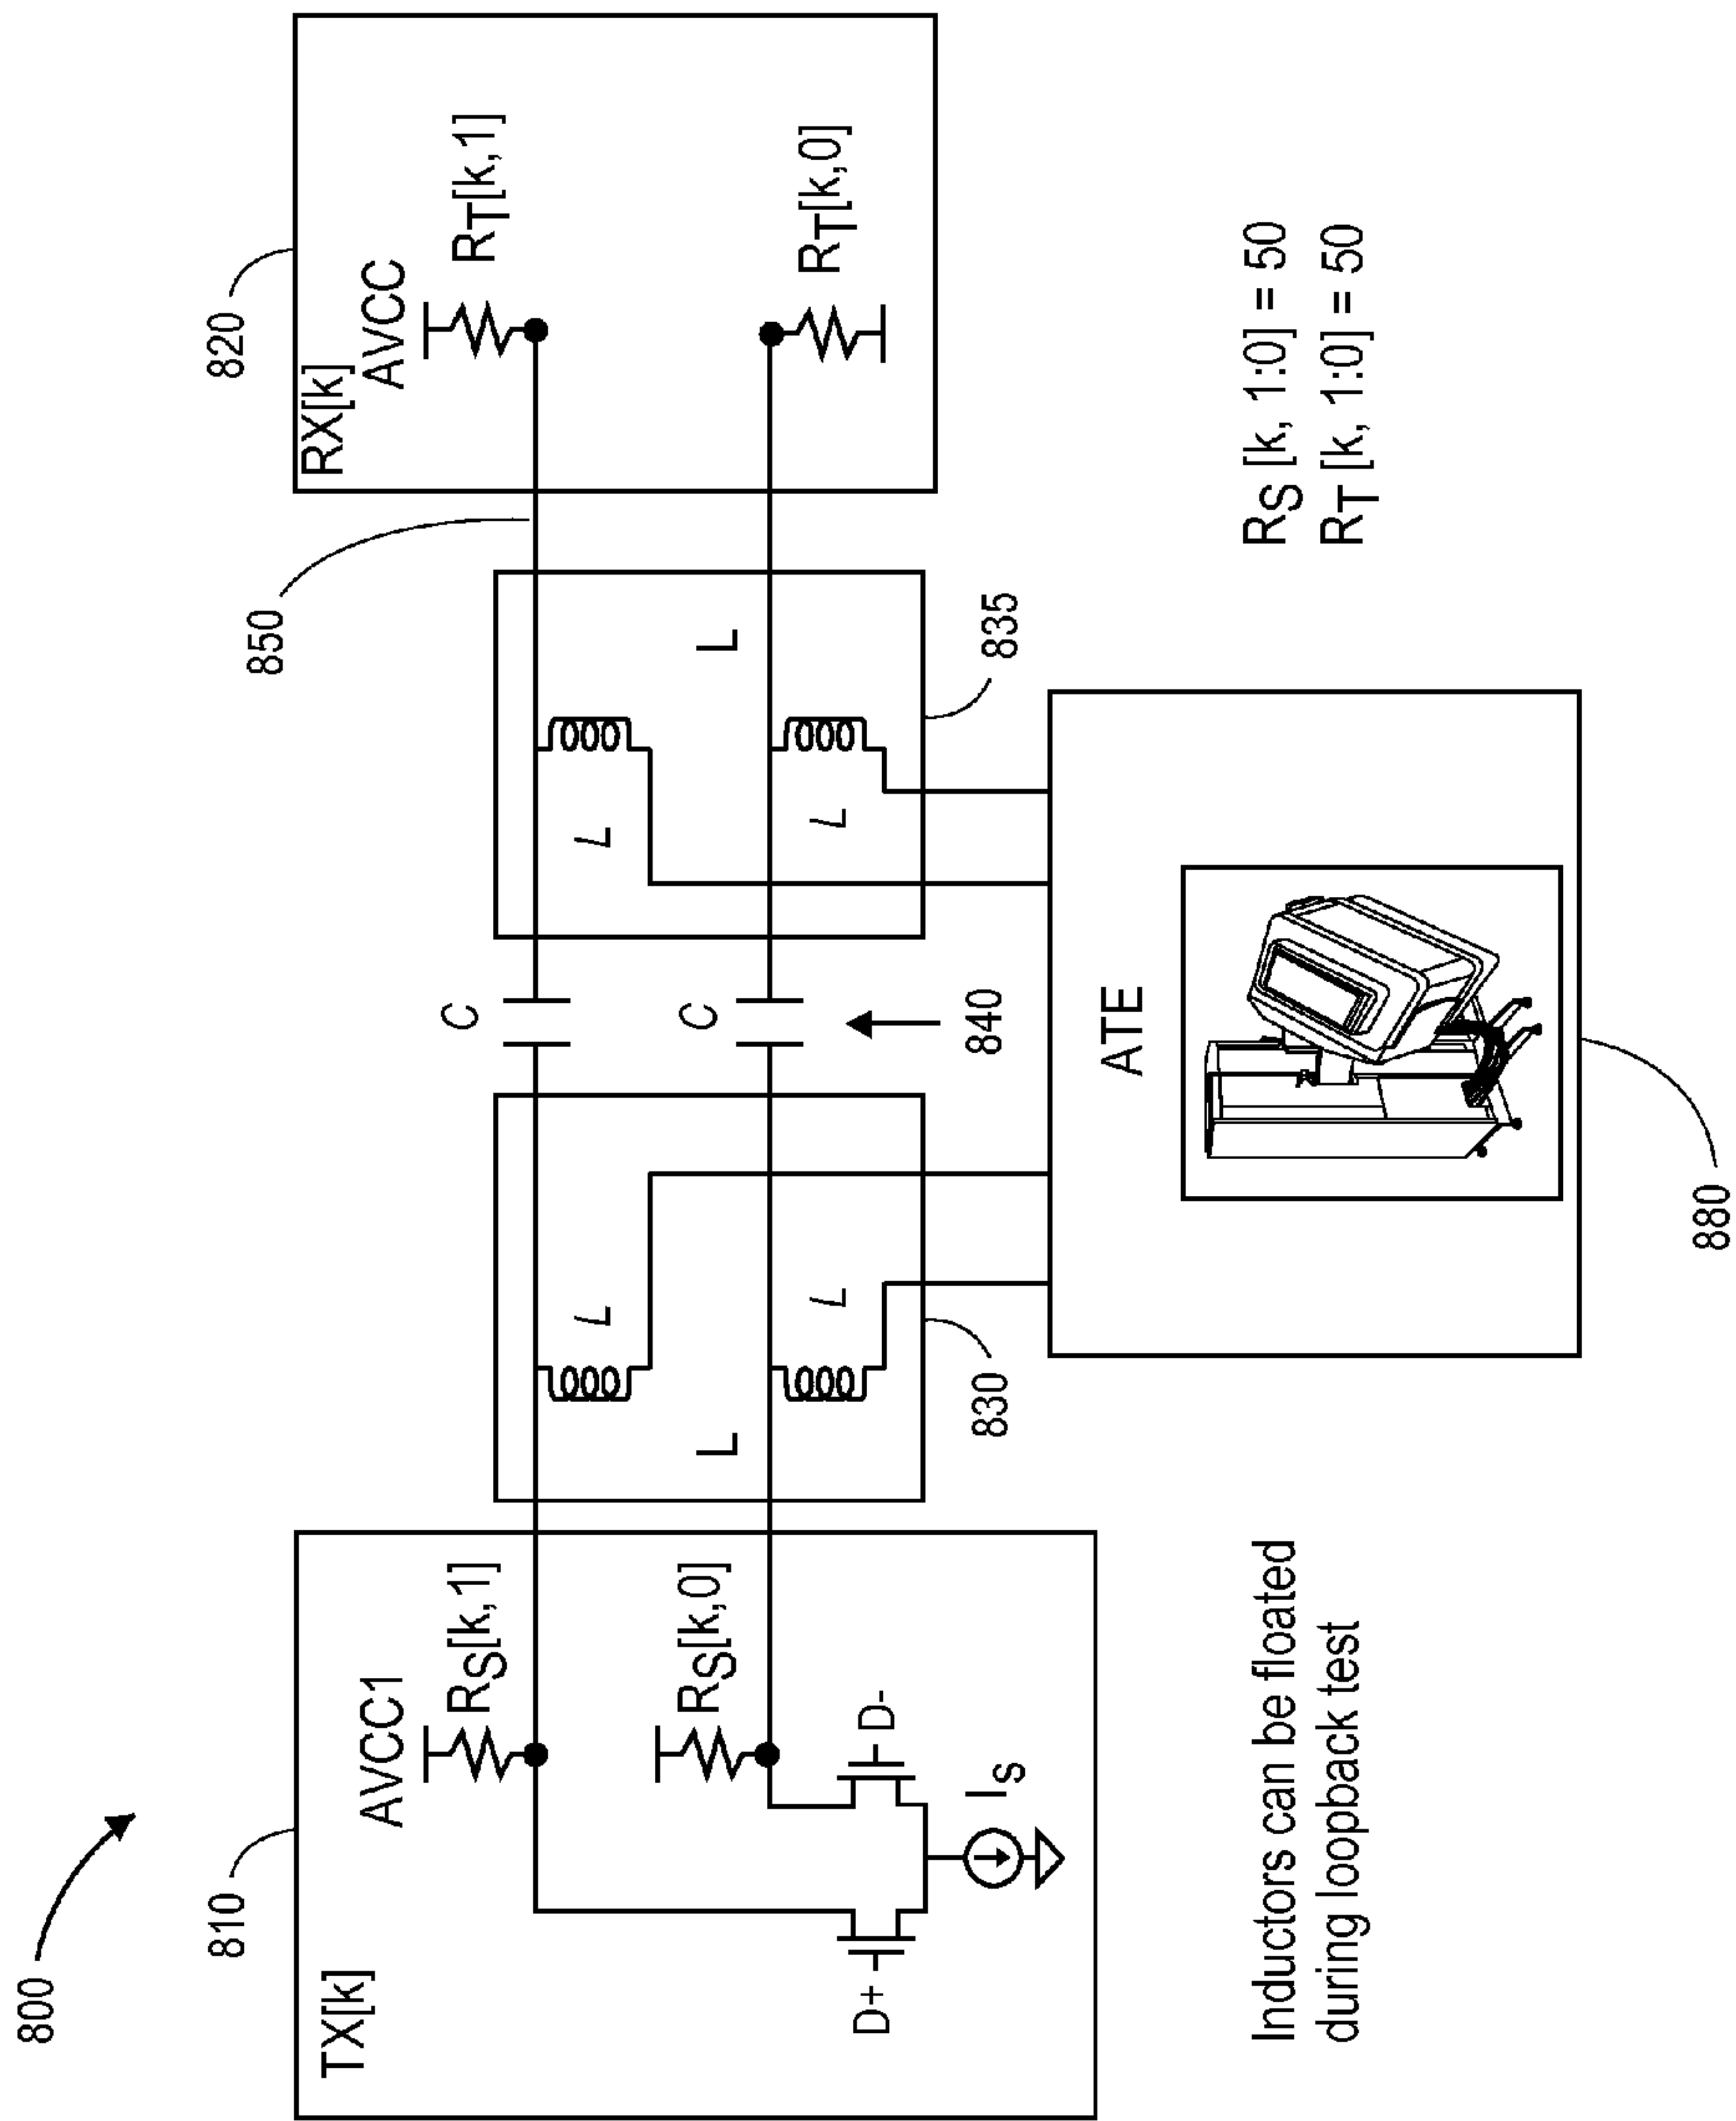 800
810
TX[k]
AVCC1
RS[k,1]
RS[k,0]
D+
D-
IS
830
L
L
L
C
C
840
835
L
L
L
850
820
RX[k]
AVCC
RT[k,1]
RT[k,0]
ATE
880
Inductors can be floated
during loopback test
RS [k, 1:0] = 50
RT [k, 1:0] = 50